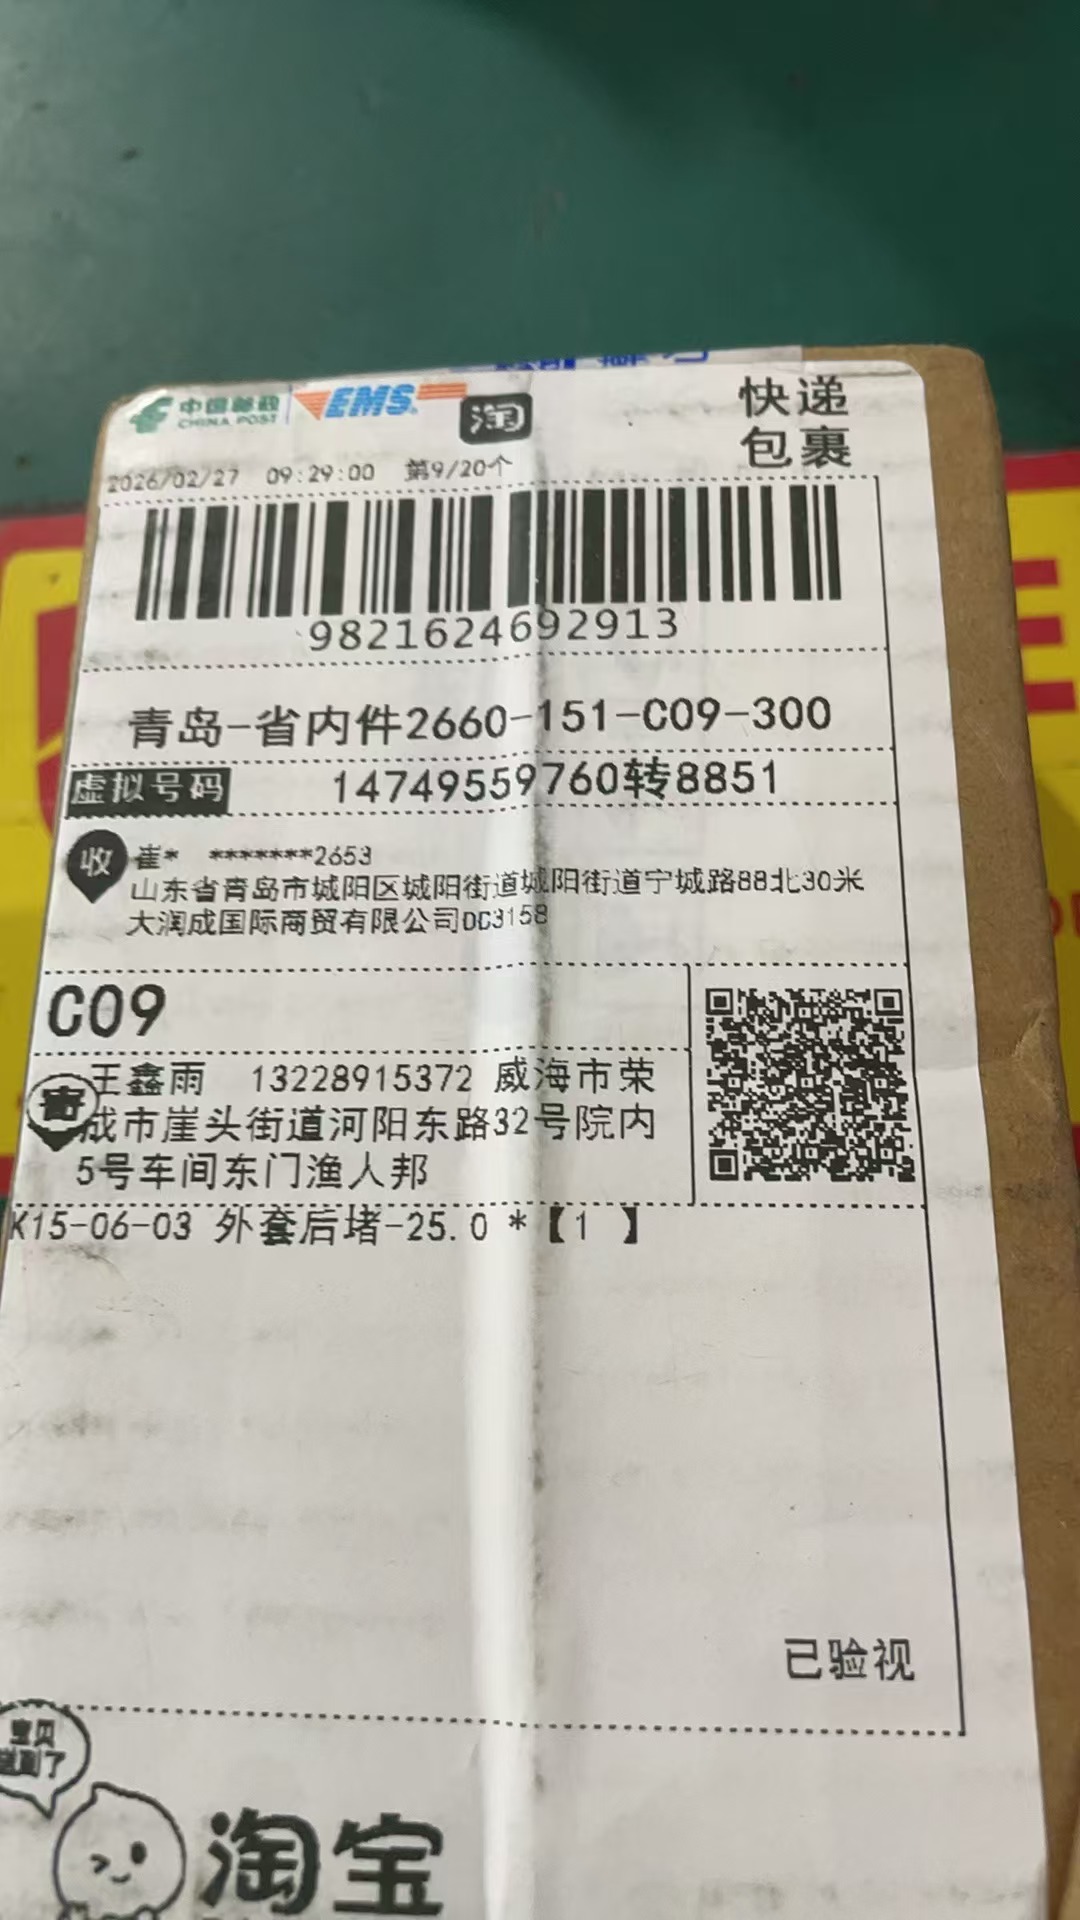 中国邮政
CHINA POST
EMS
淘
快递
包裹
2026/02/27 09:29:00 第9/20个
9821624692913
青岛-省内件2660-151-C09-300
虚拟号码 14749559760转8851
收 崔* *******2653
山东省青岛市城阳区城阳街道城阳街道宁城路88北30米
大润成国际商贸有限公司DC3158
C09
寄 王鑫雨 13228915372 威海市荣
成市崖头街道河阳东路32号院内
5号车间东门渔人邦
K15-06-03 外套后堵-25.0 *【1 】
已验视
宝贝
就到了
淘宝